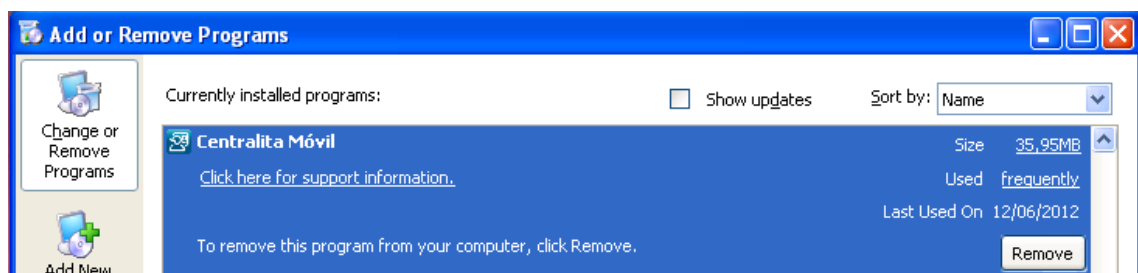 Add or Remove Programs
Change or
Remove
Programs
Add New
Currently installed programs:
Show updates
Sort by: Name
Centralita Móvil
Size 35,95MB
Click here for support information.
Used frequently
Last Used On 12/06/2012
To remove this program from your computer, click Remove.
Remove